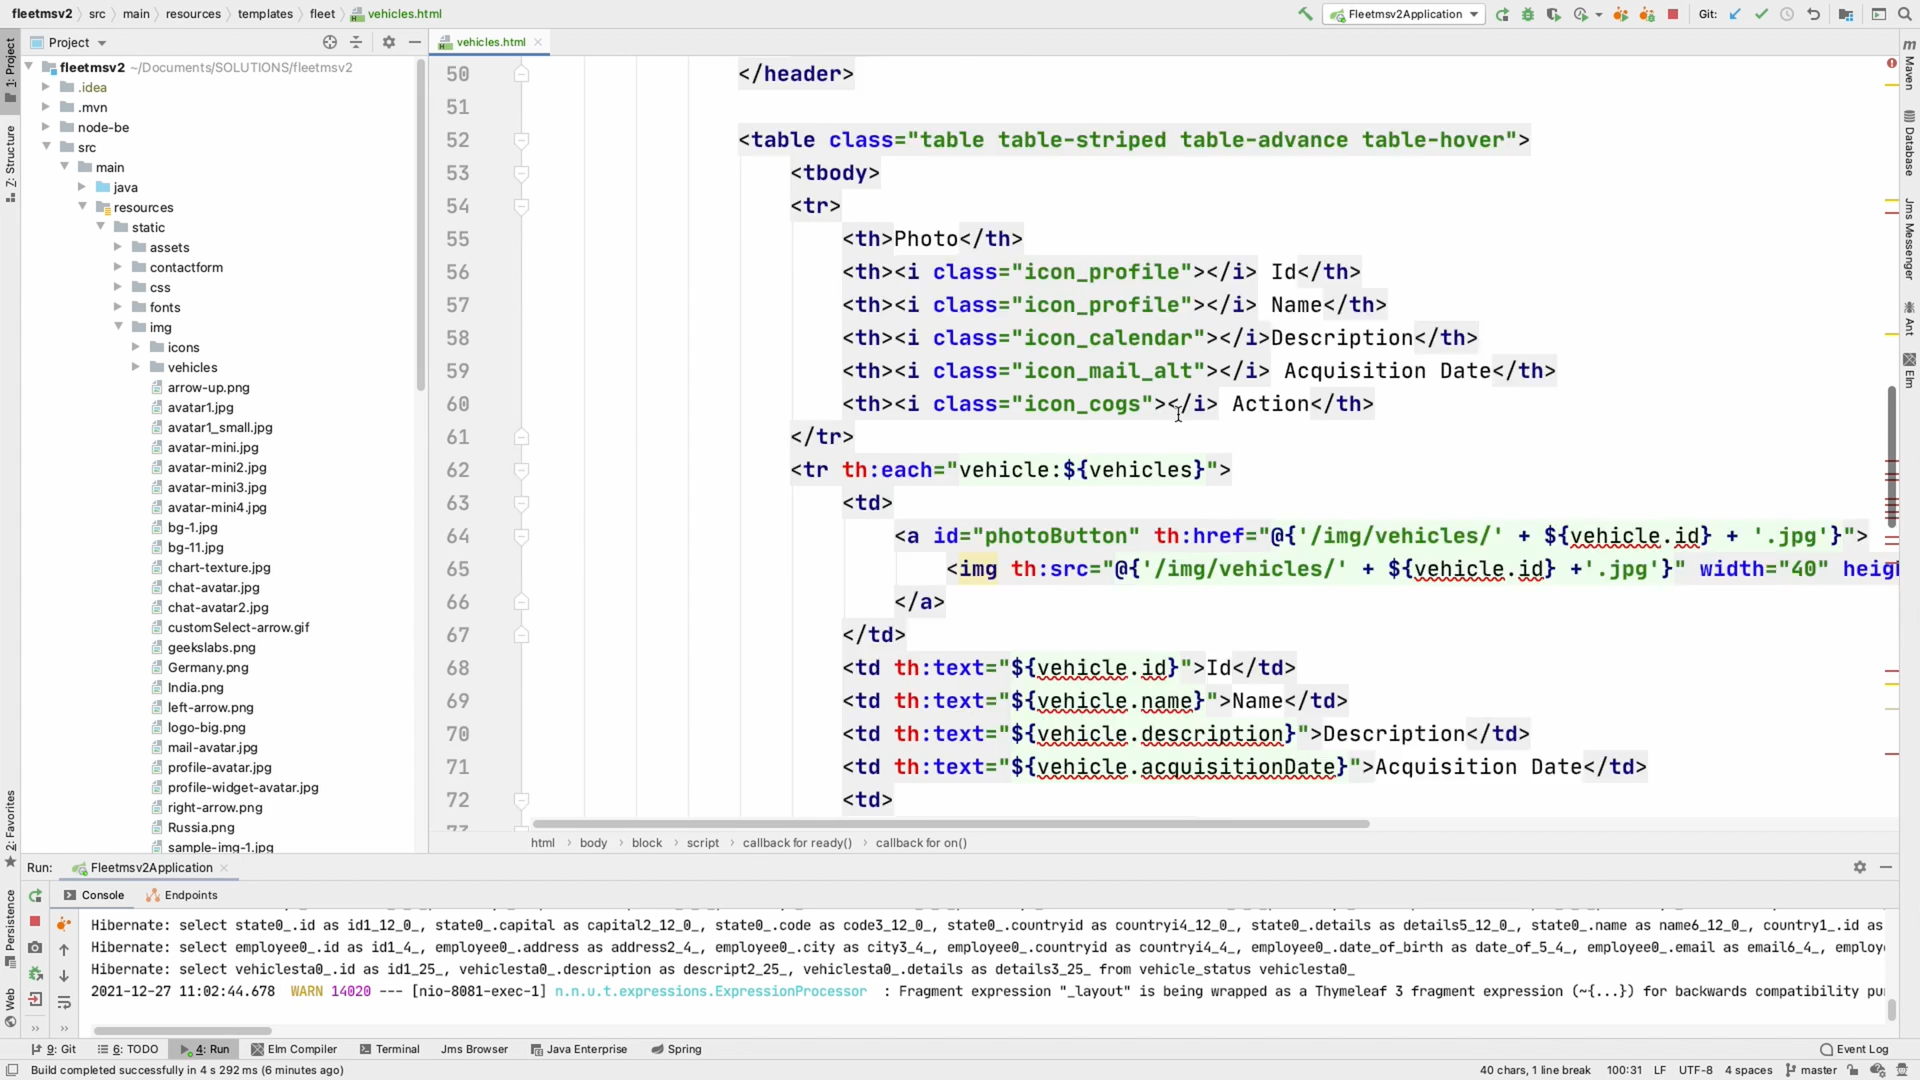 fleetmsv2 src main resources templates fleet vehicles.html Fleetmsv2Application Git:
Project vehicles.html
fleetmsv2 ~/Documents/SOLUTIONS/fleetmsv2
.idea
.mvn
node-be
src
main
java
resources
static
assets
contactform
css
fonts
img
icons
vehicles
arrow-up.png
avatar1.jpg
avatar1_small.jpg
avatar-mini.jpg
avatar-mini2.jpg
avatar-mini3.jpg
avatar-mini4.jpg
bg-1.jpg
bg-11.jpg
chart-texture.jpg
chat-avatar.jpg
chat-avatar2.jpg
customSelect-arrow.gif
geekslabs.png
Germany.png
India.png
left-arrow.png
logo-big.png
mail-avatar.jpg
profile-avatar.jpg
profile-widget-avatar.jpg
right-arrow.png
Russia.png
sample-img-1.jpg
1: Project
Z: Structure
2: Favorites
Persistence
Web
50 </header>
51
52 <table class="table table-striped table-advance table-hover">
53 <tbody>
54 <tr>
55 <th>Photo</th>
56 <th><i class="icon_profile"></i> Id</th>
57 <th><i class="icon_profile"></i> Name</th>
58 <th><i class="icon_calendar"></i>Description</th>
59 <th><i class="icon_mail_alt"></i> Acquisition Date</th>
60 <th><i class="icon_cogs"></i> Action</th>
61 </tr>
62 <tr th:each="vehicle:${vehicles}">
63 <td>
64 <a id="photoButton" th:href="@{'/img/vehicles/' + ${vehicle.id} + '.jpg'}">
65 <img th:src="@{'/img/vehicles/' + ${vehicle.id} +'.jpg'}" width="40" heigh
66 </a>
67 </td>
68 <td th:text="${vehicle.id}">Id</td>
69 <td th:text="${vehicle.name}">Name</td>
70 <td th:text="${vehicle.description}">Description</td>
71 <td th:text="${vehicle.acquisitionDate}">Acquisition Date</td>
72 <td>
73
html body block script callback for ready() callback for on()
Maven
Database
Jms Messenger
Ant
Elm
Run: Fleetmsv2Application
Console Endpoints
Hibernate: select state0_.id as id1_12_0_, state0_.capital as capital2_12_0_, state0_.code as code3_12_0_, state0_.countryid as countryi4_12_0_, state0_.details as details5_12_0_, state0_.name as name6_12_0_, country1_.id as
Hibernate: select employee0_.id as id1_4_, employee0_.address as address2_4_, employee0_.city as city3_4_, employee0_.countryid as countryi4_4_, employee0_.date_of_birth as date_of_5_4_, employee0_.email as email6_4_, employe
Hibernate: select vehiclesta0_.id as id1_25_, vehiclesta0_.description as descript2_25_, vehiclesta0_.details as details3_25_ from vehicle_status vehiclesta0_
2021-12-27 11:02:44.678 WARN 14020 --- [nio-8081-exec-1] n.n.u.t.expressions.ExpressionProcessor : Fragment expression "_layout" is being wrapped as a Thymeleaf 3 fragment expression (~{...}) for backwards compatibility pu
9: Git 6: TODO 4: Run Elm Compiler Terminal Jms Browser Java Enterprise Spring Event Log
Build completed successfully in 4 s 292 ms (6 minutes ago) 40 chars, 1 line break 100:31 LF UTF-8 4 spaces master